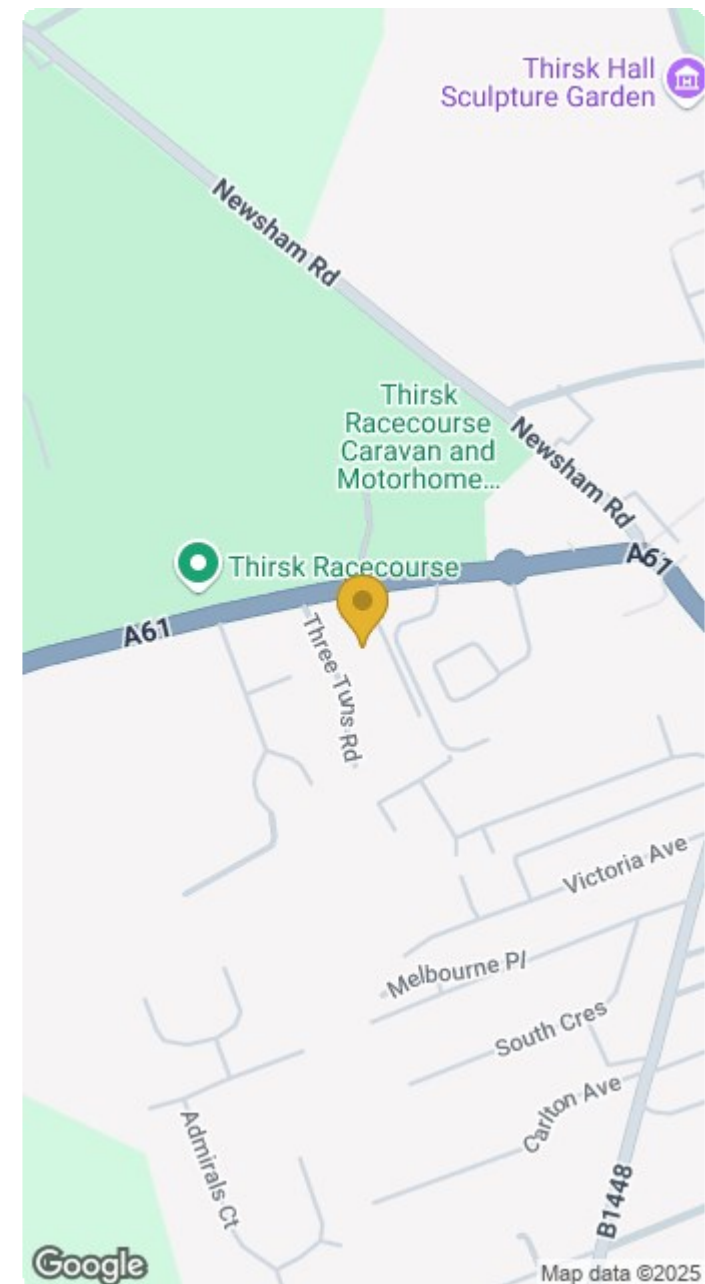 Thirsk Hall
Sculpture Garden
Newsham Rd
Thirsk
Racecourse
Caravan and
Motorhome...
Newsham Rd
Thirsk Racecourse
A61
A61
Three Tuns Rd
Victoria Ave
Melbourne Pl
South Cres
Carlton Ave
Admirals Ct
B1448
Google
Map data ©2025